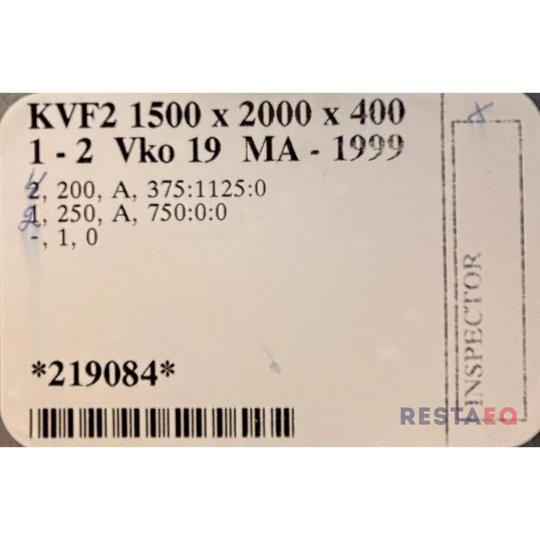 KVF2 1500 x 2000 x 400
1 - 2 Vko 19 MA - 1999
2, 200, A, 375:1125:0
1, 250, A, 750:0:0
-, 1, 0
*219084*
INSPECTOR
RESTAEQ